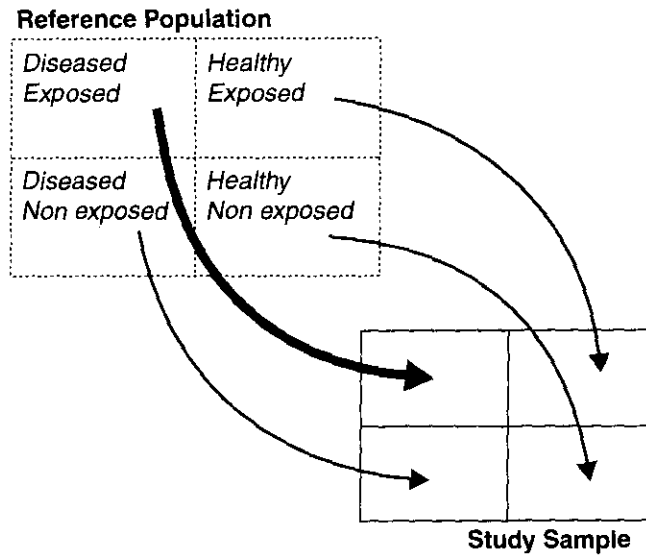 Reference Population
Diseased
Exposed
Healthy
Exposed
Diseased
Non exposed
Healthy
Non exposed
Study Sample